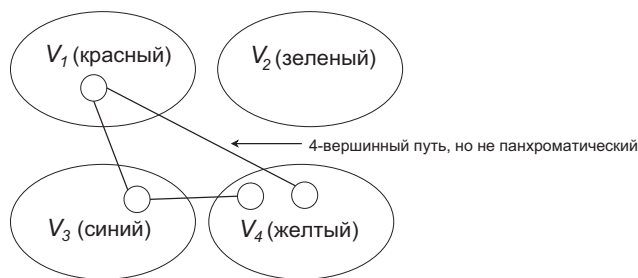 V1 (красный)
V2 (зеленый)
4-вершинный путь, но не панхроматический
V3 (синий)
V4 (желтый)